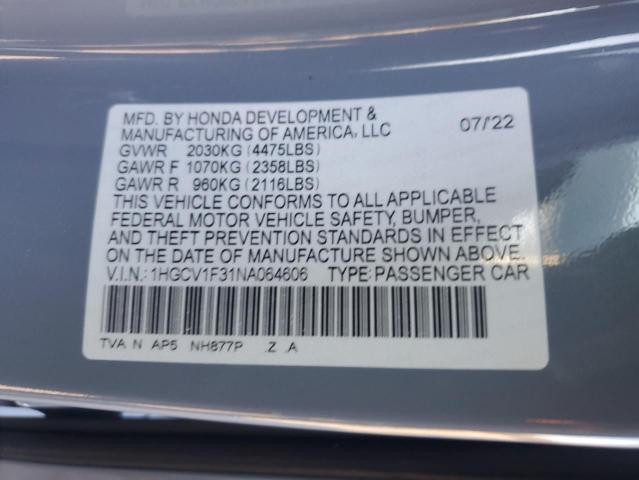 MFD. BY HONDA DEVELOPMENT &
MANUFACTURING OF AMERICA, LLC 07/22
GVWR 2030KG (4475LBS)
GAWR F 1070KG (2358LBS)
GAWR R 960KG (2116LBS)
THIS VEHICLE CONFORMS TO ALL APPLICABLE
FEDERAL MOTOR VEHICLE SAFETY, BUMPER,
AND THEFT PREVENTION STANDARDS IN EFFECT
ON THE DATE OF MANUFACTURE SHOWN ABOVE.
V.I.N.: 1HGCV1F31NA064606 TYPE: PASSENGER CAR
TVA N AP5 NH877P .Z .A